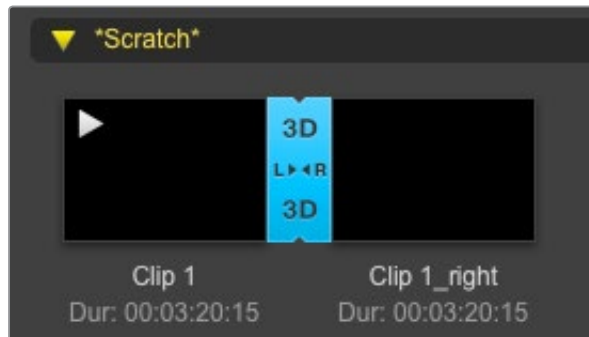 *Scratch*
3D
L R
3D
Clip 1 Clip 1_right
Dur: 00:03:20:15 Dur: 00:03:20:15